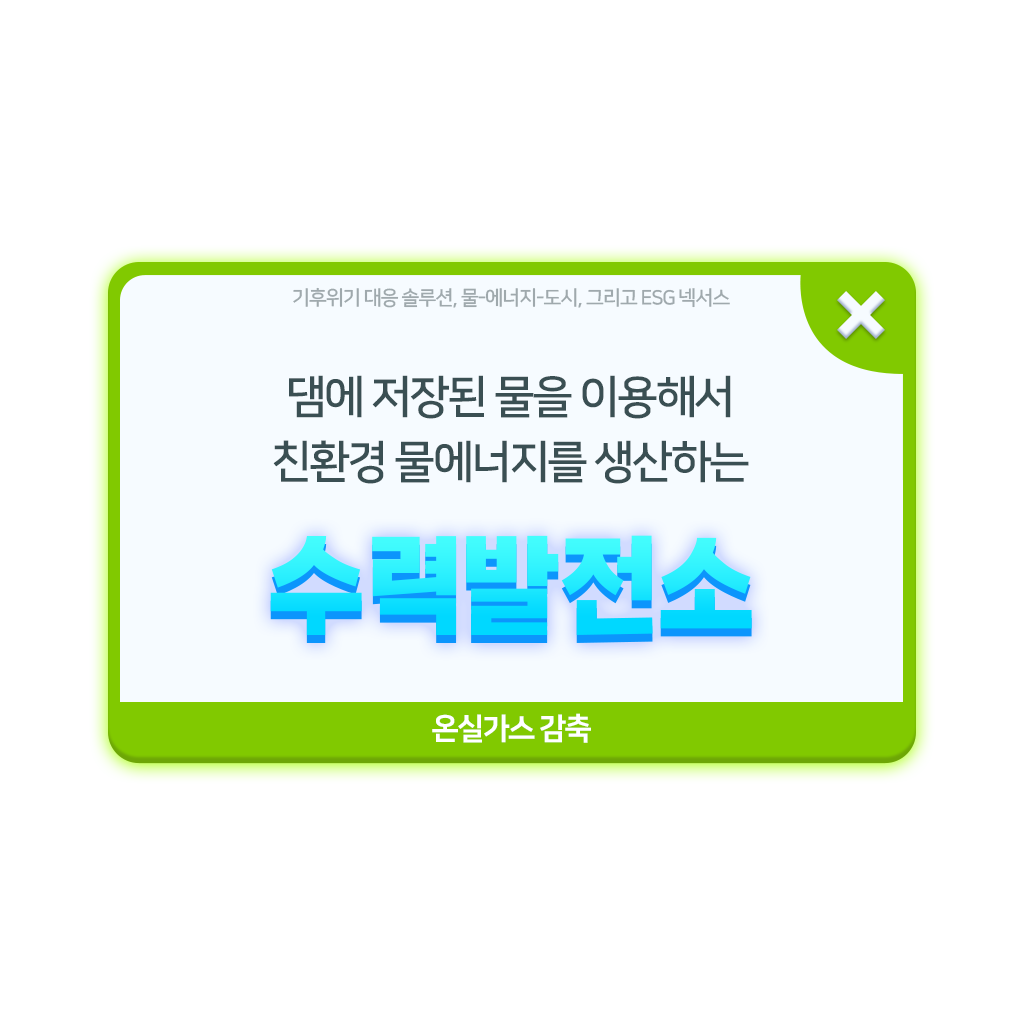 기후위기 대응 솔루션, 물-에너지-도시, 그리고 ESG 넥서스
댐에 저장된 물을 이용해서
친환경 물에너지를 생산하는
수력발전소
온실가스 감축